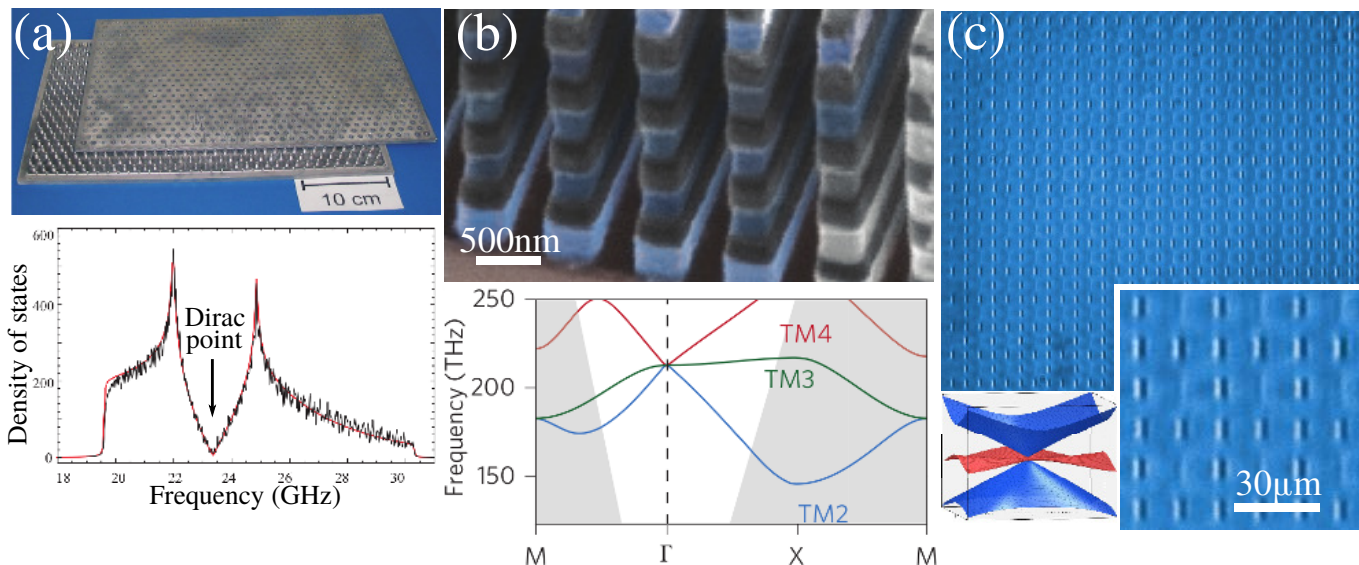 (a)
10 cm
600
400
200
0
Density of states
Dirac
point
18 20 22 24 26 28 30
Frequency (GHz)
(b)
500nm
250
200
150
Frequency (THz)
TM4
TM3
TM2
M Γ X M
(c)
30µm